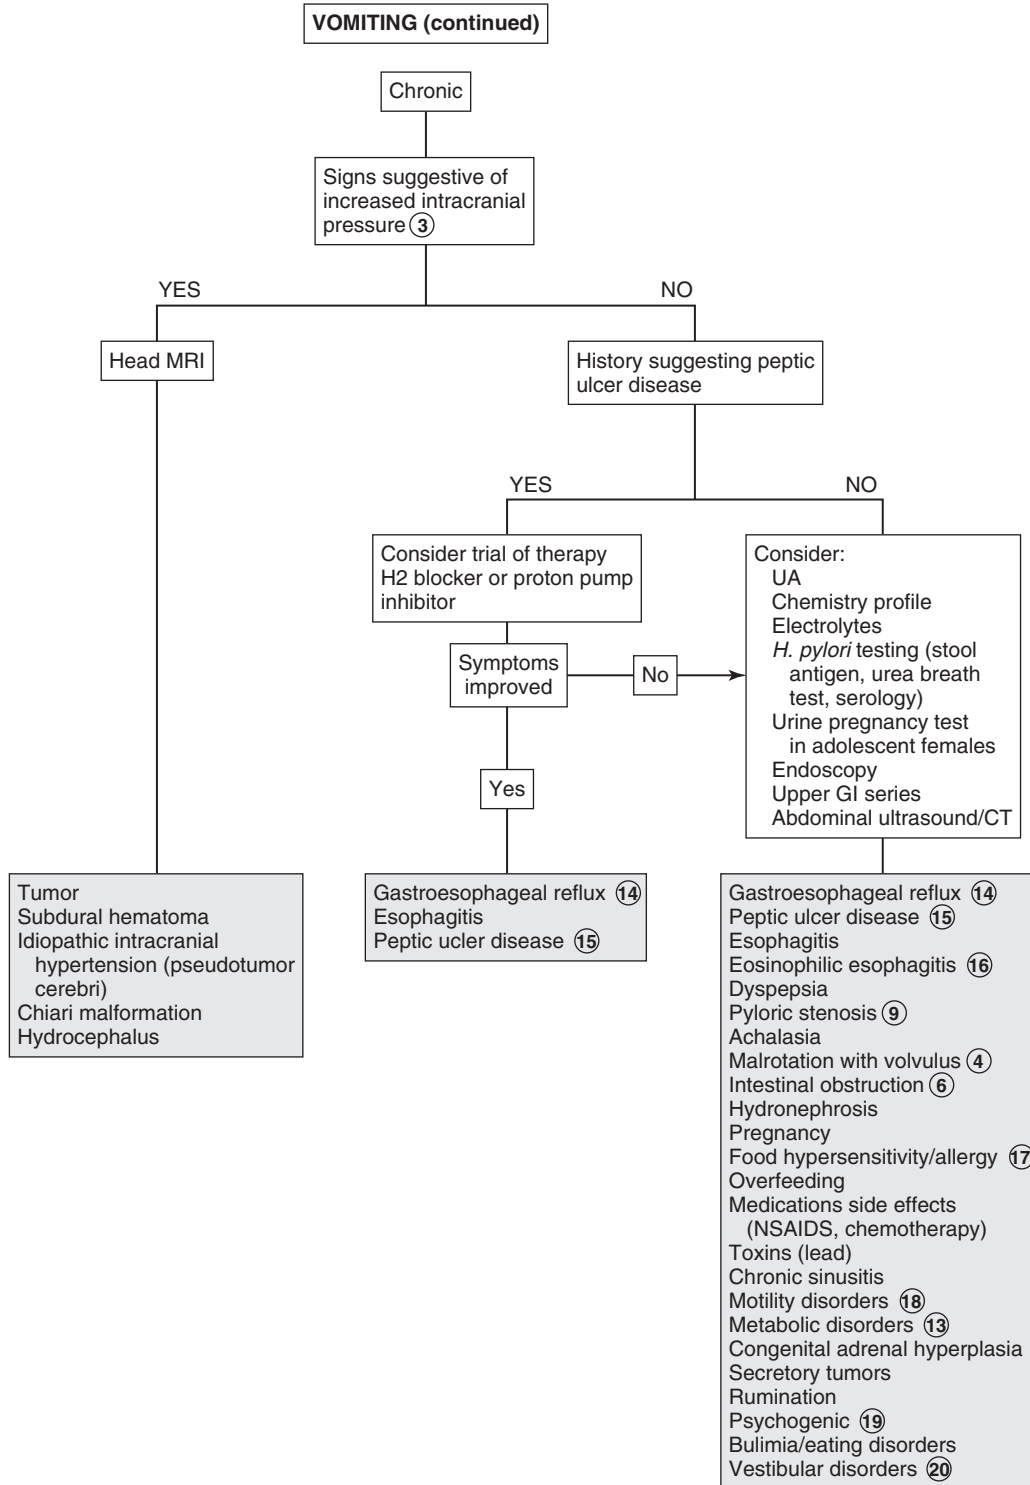 VOMITING (continued)
Chronic
Signs suggestive of
increased intracranial
pressure 3
YES
NO
Head MRI
History suggesting peptic
ulcer disease
YES
NO
Consider trial of therapy
H2 blocker or proton pump
inhibitor
Symptoms
improved
No
Yes
Consider:
UA
Chemistry profile
Electrolytes
H. pylori testing (stool
antigen, urea breath
test, serology)
Urine pregnancy test
in adolescent females
Endoscopy
Upper GI series
Abdominal ultrasound/CT
Tumor
Subdural hematoma
Idiopathic intracranial
hypertension (pseudotumor
cerebri)
Chiari malformation
Hydrocephalus
Gastroesophageal reflux 14
Esophagitis
Peptic ucler disease 15
Gastroesophageal reflux 14
Peptic ulcer disease 15
Esophagitis
Eosinophilic esophagitis 16
Dyspepsia
Pyloric stenosis 9
Achalasia
Malrotation with volvulus 4
Intestinal obstruction 6
Hydronephrosis
Pregnancy
Food hypersensitivity/allergy 17
Overfeeding
Medications side effects
(NSAIDS, chemotherapy)
Toxins (lead)
Chronic sinusitis
Motility disorders 18
Metabolic disorders 13
Congenital adrenal hyperplasia
Secretory tumors
Rumination
Psychogenic 19
Bulimia/eating disorders
Vestibular disorders 20